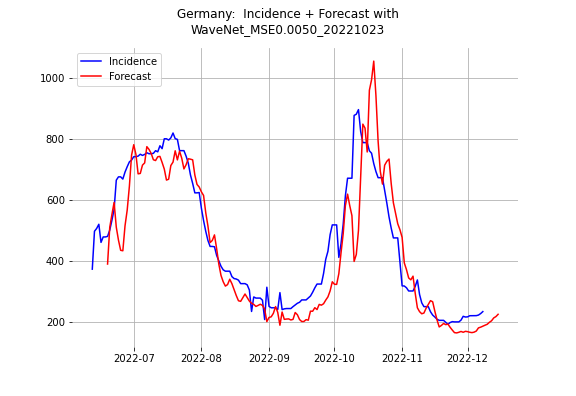 Germany:  Incidence + Forecast with
WaveNet_MSE0.0050_20221023
Incidence
Forecast
1000
800
600
400
200
2022-07
2022-08
2022-09
2022-10
2022-11
2022-12